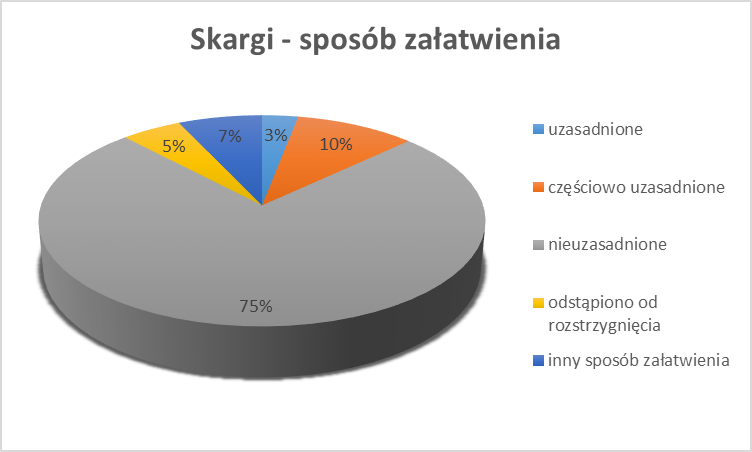 Skargi - sposób załatwienia
3%
10%
75%
5%
7%
uzasadnione
częściowo uzasadnione
nieuzasadnione
odstąpiono od
rozstrzygnięcia
inny sposób załatwienia